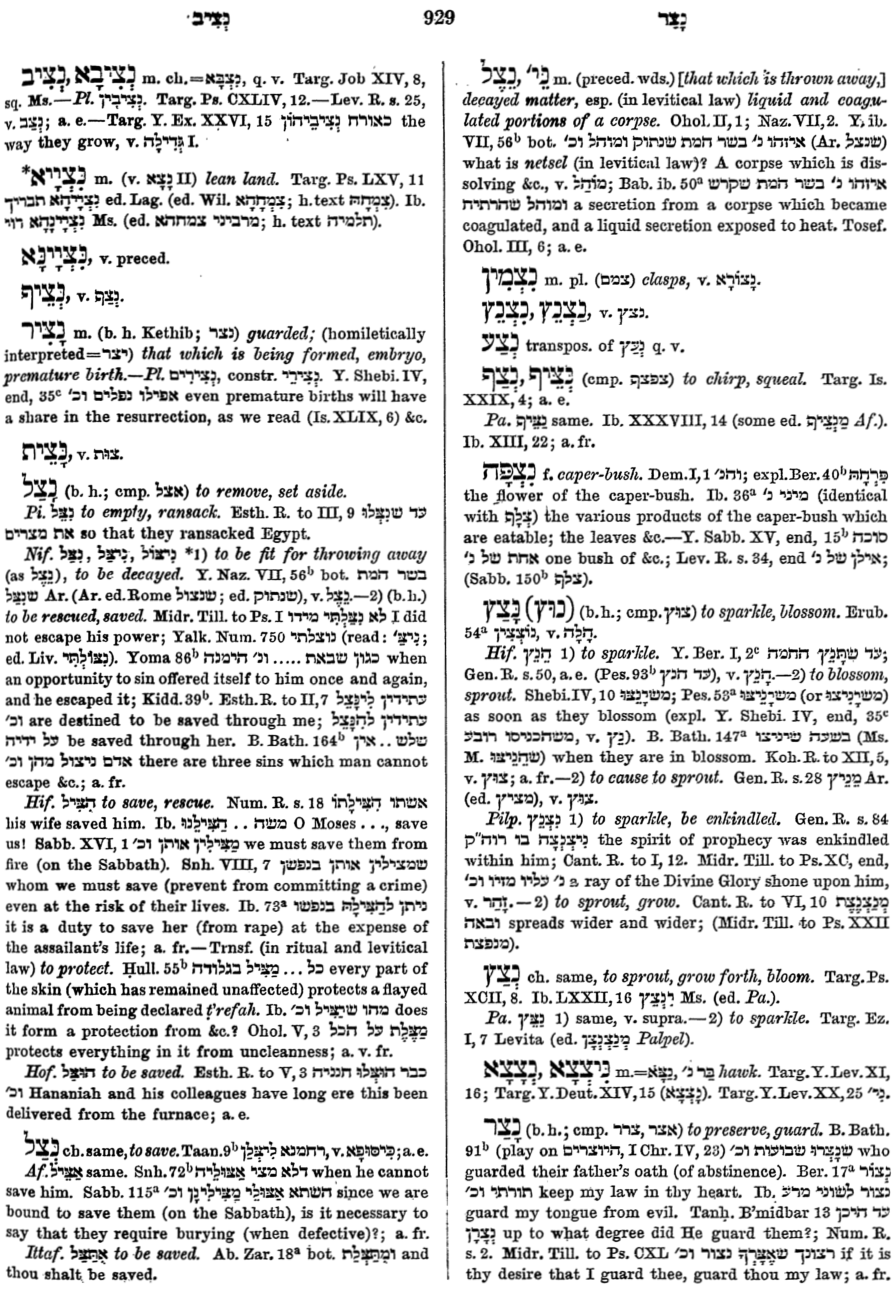 נְצִיב
929
נָצַר
נְצִיב, נְצִיבָא m. ch.=נִצְבָּא, q. v. Targ. Job XIV, 8,
sq. Ms.—Pl. נְצִיבִין. Targ. Ps. CXLIV, 12.—Lev. R. s. 25,
v. נְצַב; a. e.—Targ. Y. Ex. XXVI, 15 כאורח נְצִיבֵיהוֹן the
way they grow, v. גְּדִילָה I.
*נִצְיָיא m. (v. נְצָא II) lean land. Targ. Ps. LXV, 11
נִצְיָיהָא תבריך ed. Lag. (ed. Wil. צִמְחָהָא; h. text צמחה). Ib.
נִצְיָינָהָא רוי Ms. (ed. מרביני צמחהא; h. text תלמיה).
נִצְיָינָא, v. preced.
נְצֵיף, v. נְצַף.
נָצִיר m. (b. h. Kethib; נצר) guarded; (homiletically
interpreted=יצר) that which is being formed, embryo,
premature birth.—Pl. נְצִירִים, constr. נְצִירֵי. Y. Shebi. IV,
end, 35c אפילו נפלים וכ׳ even premature births will have
a share in the resurrection, as we read (Is. XLIX, 6) &c.
נָצִית, v. צות.
נָצַל (b. h.; cmp. אצל) to remove, set aside.
Pi. נִצֵּל to empty, ransack. Esth. R. to III, 9 עד שנִצְּלוּ
את מצרים so that they ransacked Egypt.
Nif. נִצַּל, נִיצַּל, נִיצּוֹל *1) to be fit for throwing away
(as נֵצֶל), to be decayed. Y. Naz. VII, 56b bot. בשר המת
שנִצַּל Ar. (Ar. ed. Rome שנצול; ed. שנתוק), v. נֵצֶל.—2) (b. h.)
to be rescued, saved. Midr. Till. to Ps. I לא נִצַּלְתִּי מידו I did
not escape his power; Yalk. Num. 750 נוצלתי (read: נִיצַּ׳;
ed. Liv. נִצּוֹלְתִּי). Yoma 86b כגון שבאת ..... ונ׳ הימנה when
an opportunity to sin offered itself to him once and again,
and he escaped it; Kidd. 39b. Esth. R. to II, 7 עתידין לִינָּצֵל
וכ׳ are destined to be saved through me; עתידין לְהִנָּצֵל
על ידיה be saved through her. B. Bath. 164b שלש .. אין
אדם ניצול מהן וכ׳ there are three sins which man cannot
escape &c.; a. fr.
Hif. הִצִּיל to save, rescue. Num. R. s. 18 אשתו הִצִּילַתּוּ
his wife saved him. Ib. משה .. הַצִּילֵנוּ O Moses . . ., save
us! Sabb. XVI, 1 מַצִּילִין אותן וכ׳ we must save them from
fire (on the Sabbath). Snh. VIII, 7 שמצילין אותן בנפשן
whom we must save (prevent from committing a crime)
even at the risk of their lives. Ib. 73a ניתן לְהַצִּילָהּ בנפשו
it is a duty to save her (from rape) at the expense of
the assailant's life; a. fr.—Trnsf. (in ritual and levitical
law) to protect. Ḥull. 55b כל ... מַצִּיל בגלודה every part of
the skin (which has remained unaffected) protects a flayed
animal from being declared t'refah. Ib. מהו שתַּצִּיל וכ׳ does
it form a protection from &c.? Ohol. V, 3 מַצֶּלֶת על הכל
protects everything in it from uncleanness; a. v. fr.
Hof. הוּצַּל to be saved. Esth. R. to V, 3 כבר הוּצְּלוּ חנניה
וכ׳ Hananiah and his colleagues have long ere this been
delivered from the furnace; a. e.
נְצַל ch. same, to save. Taan. 9b רחמנא לִיצְלַן, v. כִּיסּוּפָא; a. e.
Af. אַצִּיל same. Snh. 72b דלא מצי אַצּוּלֵיהּ when he cannot
save him. Sabb. 115a השתא אַצּוּלֵי מַצִּילִינָן וכ׳ since we are
bound to save them (on the Sabbath), is it necessary to
say that they require burying (when defective)?; a. fr.
Ittaf. אִתַּצַּל to be saved. Ab. Zar. 18a bot. ומִתַּצְּלַת and
thou shalt be saved.
נֵצֶל, נֵי׳ m. (preced. wds.) [that which is thrown away,]
decayed matter, esp. (in levitical law) liquid and coagu-
lated portions of a corpse. Ohol. II, 1; Naz. VII, 2. Y. ib.
VII, 56b bot. איזהו נ׳ בשר המת שנתוק ומוהל וכ׳ (Ar. שנצל)
what is netsel (in levitical law)? A corpse which is dis-
solving &c., v. מוֹהֵל; Bab. ib. 50a איזהו נ׳ בשר המת שקרש
ומוהל שהרתיח a secretion from a corpse which became
coagulated, and a liquid secretion exposed to heat. Tosef.
Ohol. III, 6; a. e.
נִצְמִין m. pl. (צמם) clasps, v. נָצוֹרָא.
נִצְנֵץ, נַצְנֵץ, v. נצץ.
נְצַע transpos. of נְעַץ q. v.
נְצַף, נְצֵיף (cmp. צפצף) to chirp, squeal. Targ. Is.
XXIX, 4; a. e.
Pa. נַצֵּיף same. Ib. XXXVIII, 14 (some ed. מַנְצֵיף Af.).
Ib. XIII, 22; a. fr.
נִצְפָּה f. caper-bush. Dem. I, 1 והנ׳; expl. Ber. 40b פַּרְחָה
the flower of the caper-bush. Ib. 36a מיני נ׳ (identical
with צְלָף) the various products of the caper-bush which
are eatable; the leaves &c.—Y. Sabb. XV, end, 15b סוכה
אחת של נ׳ one bush of &c.; Lev. R. s. 34, end אילן של נ׳;
(Sabb. 150b צלף).
נָצַץ (נוּץ) (b. h.; cmp. צוץ) to sparkle, blossom. Erub.
54a נוֹצְצִין, v. חַלָּה.
Hif. הֵנֵץ 1) to sparkle. Y. Ber. I, 2c עד שתָּנֵץ החמה;
Gen. R. s. 50, a. e. (Pes. 93b עד הנץ), v. הָנֵץ.—2) to blossom,
sprout. Shebi. IV, 10 משיָּנֵצּוּ; Pes. 53a משיָּנִיצוּ (or משיניצו)
as soon as they blossom (expl. Y. Shebi. IV, end, 35c
משהכניסו רובע, v. נֵץ). B. Bath. 147a בשעה שיניצו (Ms.
M. שהֵנִיצוּ) when they are in blossom. Koh. R. to XII, 5,
v. צוץ; a. fr.—2) to cause to sprout. Gen. R. s. 28 מֵנִיץ Ar.
(ed. מציץ), v. צוּץ.
Pilp. נִצְנֵץ 1) to sparkle, be enkindled. Gen. R. s. 84
נִיצְנְצָה בו רוה״ק the spirit of prophecy was enkindled
within him; Cant. R. to I, 12. Midr. Till. to Ps. XC, end,
נ׳ עליו מזיו וכ׳ a ray of the Divine Glory shone upon him,
v. זָהַר.—2) to sprout, grow. Cant. R. to VI, 10 מְנַצְנֶצֶת
ובאה spreads wider and wider; (Midr. Till. to Ps. XXII
מנפצת).
נְצַץ ch. same, to sprout, grow forth, bloom. Targ. Ps.
XCII, 8. Ib. LXXII, 16 וִנְצֵץ Ms. (ed. Pa.).
Pa. נַצֵּץ 1) same, v. supra.—2) to sparkle. Targ. Ez.
I, 7 Levita (ed. מְנַצְנְצָן Palpel).
נִיצְצָא, נָצְצָא m.=נַצָּא, בר נ׳ hawk. Targ. Y. Lev. XI,
16; Targ. Y. Deut. XIV, 15 (נָצְצָא). Targ. Y. Lev. XX, 25 נִי׳.
נָצַר (b. h.; cmp. אצר, צרר) to preserve, guard. B. Bath.
91b (play on היוצרים, I Chr. IV, 23) שנָּצְרוּ שבועות וכ׳ who
guarded their father's oath (of abstinence). Ber. 17a נְצוֹר
תורתי וכ׳ keep my law in thy heart. Ib. נצור לשוני מרע
guard my tongue from evil. Tanḥ. B'midbar 13 עד היכן
נְצָרָן up to what degree did He guard them?; Num. R.
s. 2. Midr. Till. to Ps. CXL רצונך שאֶצָּרְךָ נצור וכ׳ if it is
thy desire that I guard thee, guard thou my law; a. fr.